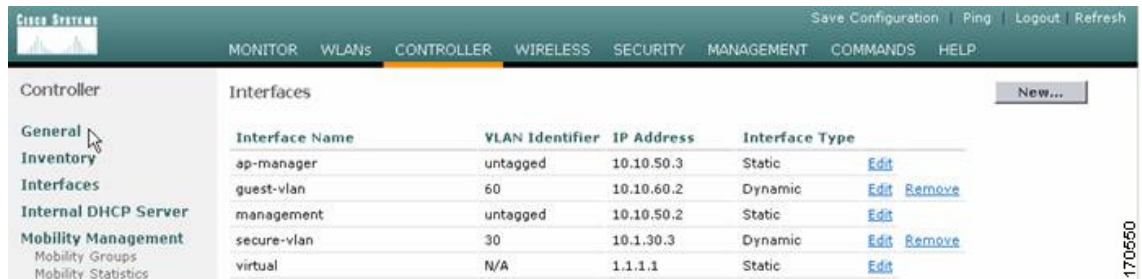 CISCO SYSTEMS
Save Configuration | Ping | Logout | Refresh
MONITOR WLANs CONTROLLER WIRELESS SECURITY MANAGEMENT COMMANDS HELP
Controller
General
Inventory
Interfaces
Internal DHCP Server
Mobility Management
Mobility Groups
Mobility Statistics
Interfaces
New...
Interface Name VLAN Identifier IP Address Interface Type
ap-manager untagged 10.10.50.3 Static Edit
guest-vlan 60 10.10.60.2 Dynamic Edit Remove
management untagged 10.10.50.2 Static Edit
secure-vlan 30 10.1.30.3 Dynamic Edit Remove
virtual N/A 1.1.1.1 Static Edit
170550